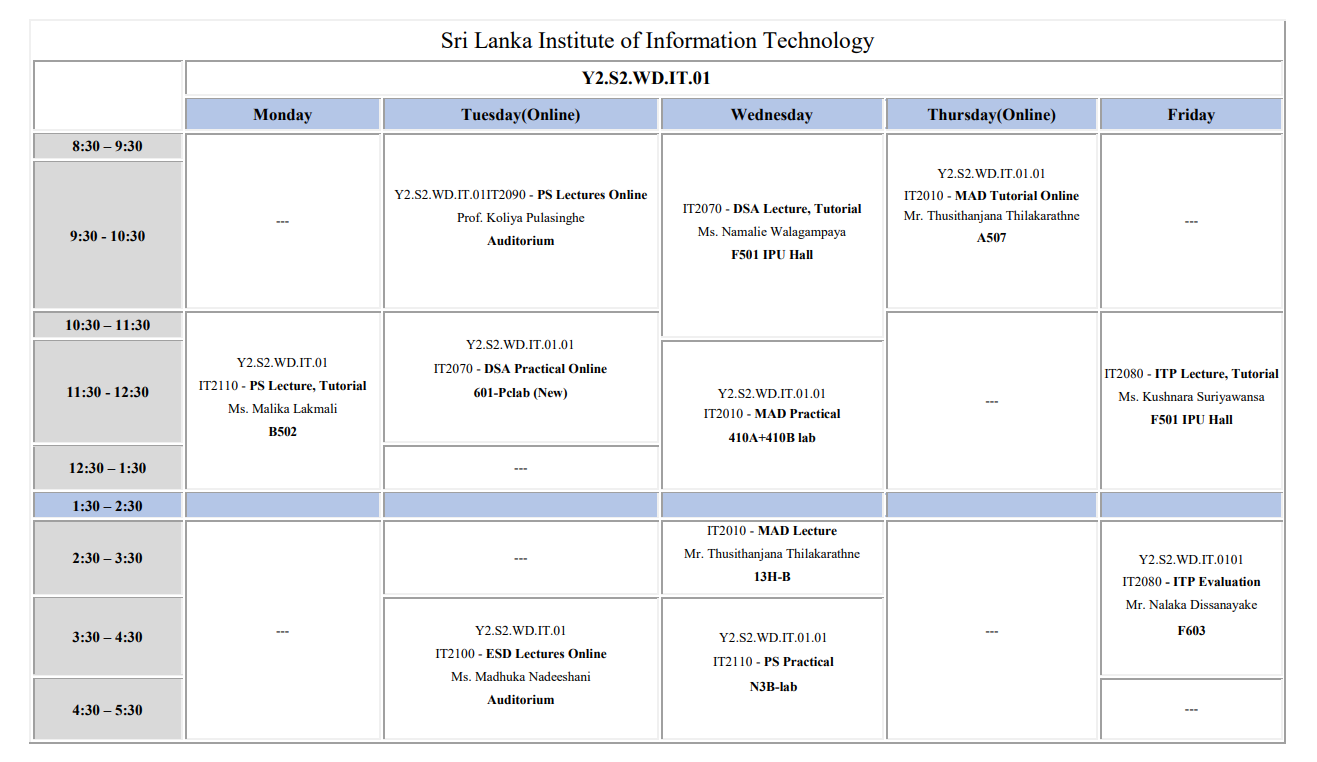 Sri Lanka Institute of Information Technology
Y2.S2.WD.IT.01
Monday
Tuesday(Online)
Wednesday
Thursday(Online)
Friday
8:30 – 9:30
9:30 - 10:30
---
Y2.S2.WD.IT.01IT2090 - PS Lectures Online
Prof. Koliya Pulasinghe
Auditorium
IT2070 - DSA Lecture, Tutorial
Ms. Namalie Walagampaya
F501 IPU Hall
Y2.S2.WD.IT.01.01
IT2010 - MAD Tutorial Online
Mr. Thusithanjana Thilakarathne
A507
---
10:30 – 11:30
11:30 - 12:30
12:30 – 1:30
Y2.S2.WD.IT.01
IT2110 - PS Lecture, Tutorial
Ms. Malika Lakmali
B502
Y2.S2.WD.IT.01.01
IT2070 - DSA Practical Online
601-Pclab (New)
---
Y2.S2.WD.IT.01.01
IT2010 - MAD Practical
410A+410B lab
---
IT2080 - ITP Lecture, Tutorial
Ms. Kushnara Suriyawansa
F501 IPU Hall
1:30 – 2:30
2:30 – 3:30
3:30 – 4:30
4:30 – 5:30
---
---
Y2.S2.WD.IT.01
IT2100 - ESD Lectures Online
Ms. Madhuka Nadeeshani
Auditorium
IT2010 - MAD Lecture
Mr. Thusithanjana Thilakarathne
13H-B
Y2.S2.WD.IT.01.01
IT2110 - PS Practical
N3B-lab
---
Y2.S2.WD.IT.0101
IT2080 - ITP Evaluation
Mr. Nalaka Dissanayake
F603
---